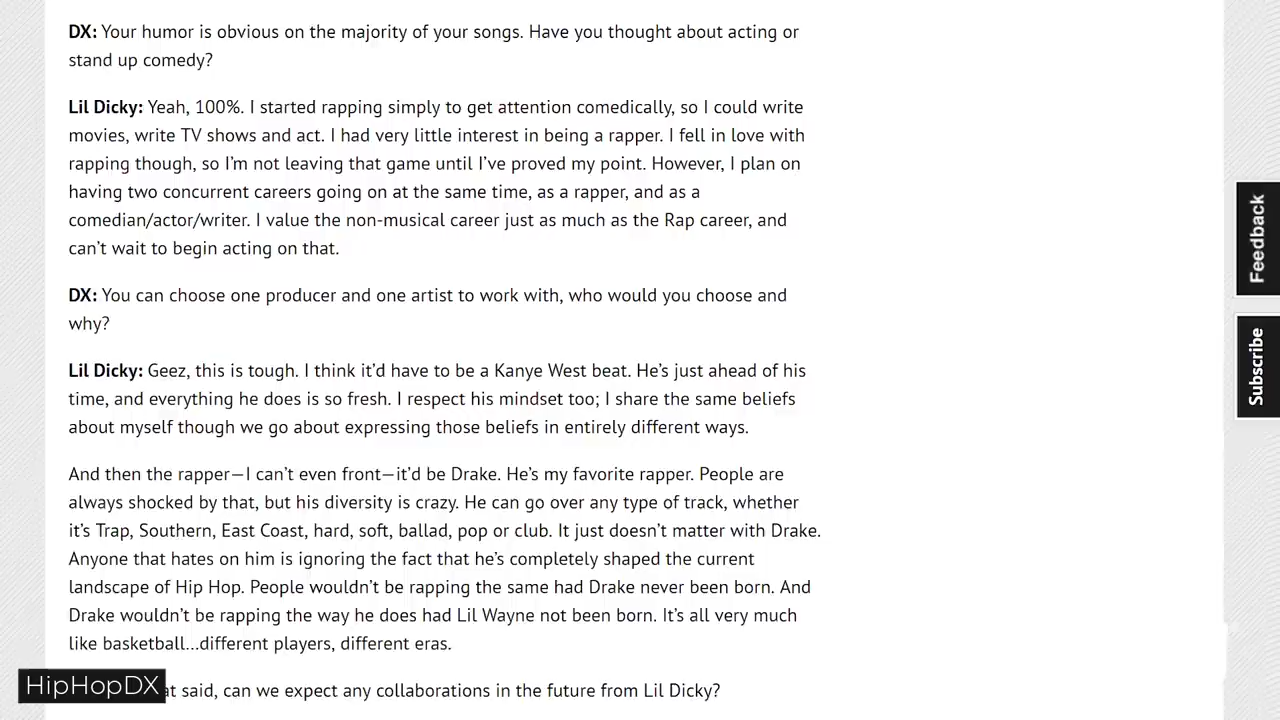 DX: Your humor is obvious on the majority of your songs. Have you thought about acting or
stand up comedy?
Lil Dicky: Yeah, 100%. I started rapping simply to get attention comedically, so I could write
movies, write TV shows and act. I had very little interest in being a rapper. I fell in love with
rapping though, so I’m not leaving that game until I’ve proved my point. However, I plan on
having two concurrent careers going on at the same time, as a rapper, and as a
comedian/actor/writer. I value the non-musical career just as much as the Rap career, and
can’t wait to begin acting on that.
DX: You can choose one producer and one artist to work with, who would you choose and
why?
Lil Dicky: Geez, this is tough. I think it’d have to be a Kanye West beat. He’s just ahead of his
time, and everything he does is so fresh. I respect his mindset too; I share the same beliefs
about myself though we go about expressing those beliefs in entirely different ways.
And then the rapper—I can’t even front—it’d be Drake. He’s my favorite rapper. People are
always shocked by that, but his diversity is crazy. He can go over any type of track, whether
it’s Trap, Southern, East Coast, hard, soft, ballad, pop or club. It just doesn’t matter with Drake.
Anyone that hates on him is ignoring the fact that he’s completely shaped the current
landscape of Hip Hop. People wouldn’t be rapping the same had Drake never been born. And
Drake wouldn’t be rapping the way he does had Lil Wayne not been born. It’s all very much
like basketball…different players, different eras.
said, can we expect any collaborations in the future from Lil Dicky?
HipHopDX
Feedback
Subscribe